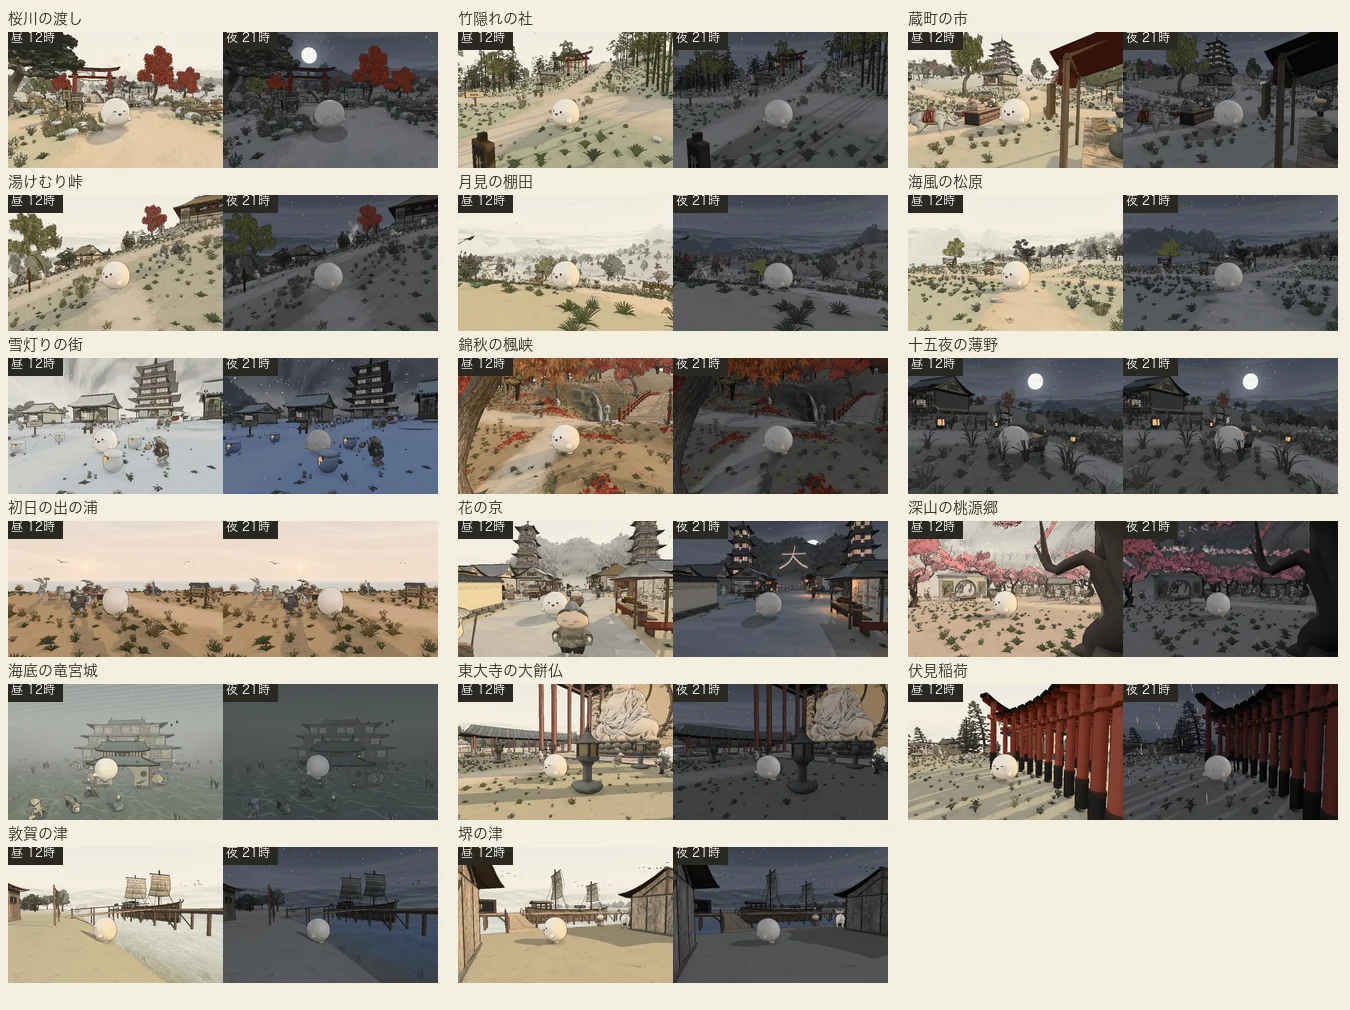 桜川の渡し
昼 12時
夜 21時
竹隠れの社
昼 12時
夜 21時
蔵町の市
昼 12時
夜 21時
湯けむり峠
昼 12時
夜 21時
月見の棚田
昼 12時
夜 21時
海風の松原
昼 12時
夜 21時
雪灯りの街
昼 12時
夜 21時
錦秋の楓峡
昼 12時
夜 21時
十五夜の薄野
昼 12時
夜 21時
初日の出の浦
昼 12時
夜 21時
花の京
昼 12時
夜 21時
大
深山の桃源郷
昼 12時
夜 21時
海底の竜宮城
昼 12時
夜 21時
東大寺の大餅仏
昼 12時
夜 21時
伏見稲荷
昼 12時
夜 21時
敦賀の津
昼 12時
夜 21時
堺の津
昼 12時
夜 21時